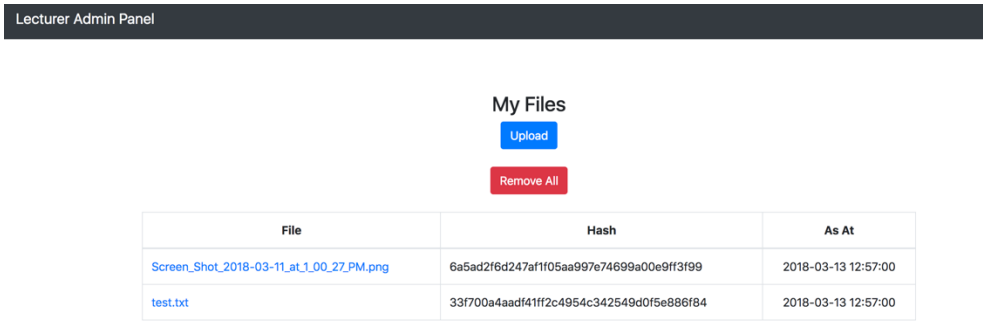 Lecturer Admin Panel
My Files
Upload
Remove All
File Hash As At
Screen_Shot_2018-03-11_at_1_00_27_PM.png 6a5ad2f6d247af1f05aa997e74699a00e9ff3f99 2018-03-13 12:57:00
test.txt 33f700a4aadf41ff2c4954c342549d0f5e886f84 2018-03-13 12:57:00